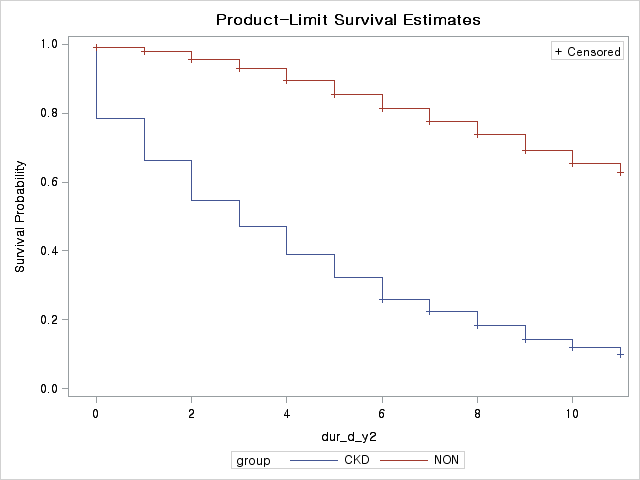 Product-Limit Survival Estimates
+ Censored
Survival Probability
1.0
0.8
0.6
0.4
0.2
0.0
0 2 4 6 8 10
dur_d_y2
group CKD NON